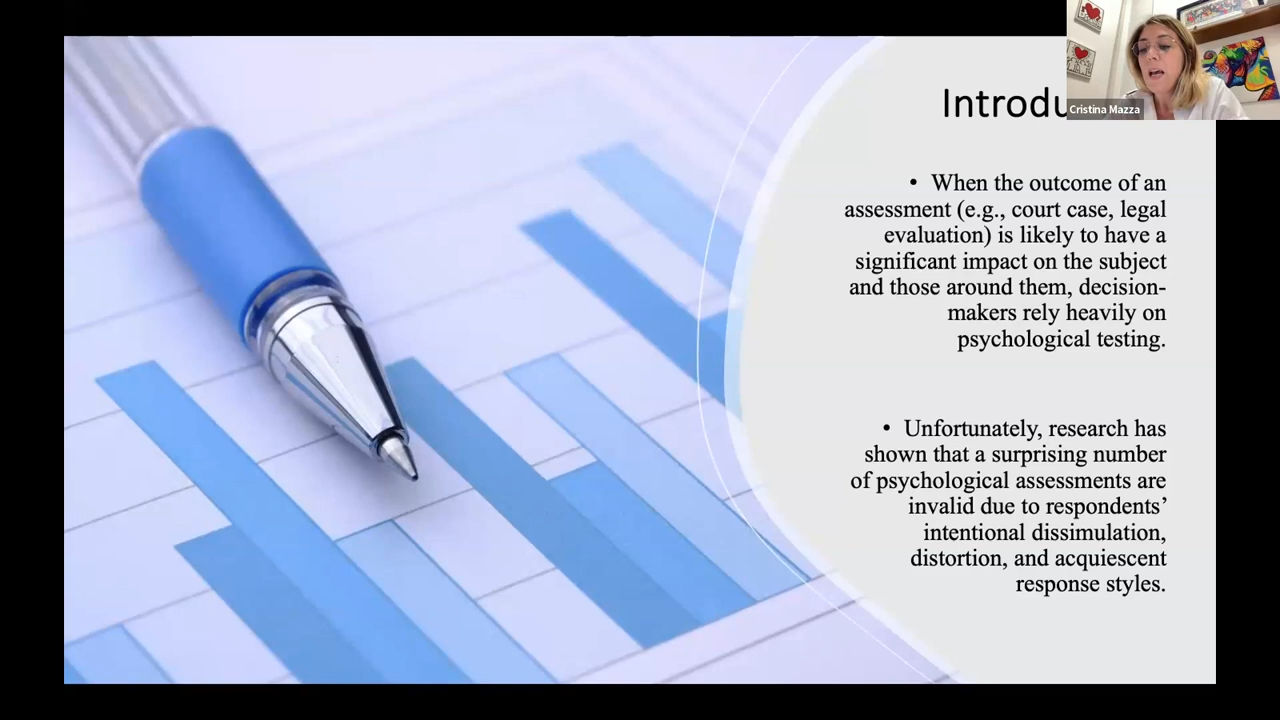 Introdu
Cristina Mazza
• When the outcome of an
assessment (e.g., court case, legal
evaluation) is likely to have a
significant impact on the subject
and those around them, decision-
makers rely heavily on
psychological testing.
• Unfortunately, research has
shown that a surprising number
of psychological assessments are
invalid due to respondents’
intentional dissimulation,
distortion, and acquiescent
response styles.